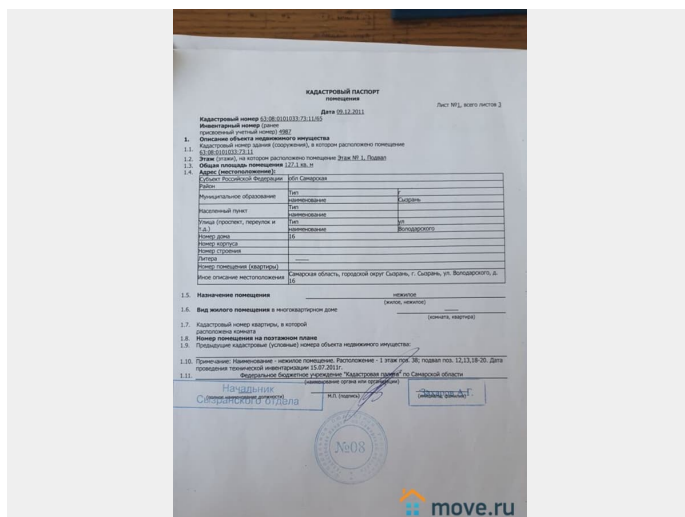 КАДАСТРОВЫЙ ПАСПОРТ
помещения
Лист №1, всего листов 3
Дата 09.12.2011
Кадастровый номер 63:08:0101033:73:11/65
Инвентарный номер (ранее
присвоенный учетный номер) 4987
1. Описание объекта недвижимого имущества
1.1. Кадастровый номер здания (сооружения), в котором расположено помещение
63:08:0101033:73:11
1.2. Этаж (этажи), на котором расположено помещение Этаж № 1, Подвал
1.3. Общая площадь помещения 127.1 кв. м
1.4. Адрес (местоположение):
Субъект Российской Федерации обл Самарская
Район
Муниципальное образование Тип г
наименование Сызрань
Населенный пункт Тип
наименование
Улица (проспект, переулок и т.д.) Тип ул
наименование Володарского
Номер дома 16
Номер корпуса
Номер строения
Литера
Номер помещения (квартиры)
Иное описание местоположения Самарская область, городской округ Сызрань, г. Сызрань, ул. Володарского, д.
16
1.5. Назначение помещения нежилое
(жилое, нежилое)
1.6. Вид жилого помещения в многоквартирном доме
(комната, квартира)
1.7. Кадастровый номер квартиры, в которой
расположена комната
1.8. Номер помещения на поэтажном плане
1.9. Предыдущие кадастровые (условные) номера объекта недвижимого имущества:
1.10. Примечание: Наименование - нежилое помещение. Расположение - 1 этаж поз. 38; подвал поз. 12,13,18-20. Дата
проведения технической инвентаризации 15.07.2011г.
1.11. Федеральное бюджетное учреждение "Кадастровая палата" по Самарской области
(наименование органа или организации)
Начальник
Сызранского отдела
(полное наименование должности)
М.П. (подпись)
Захаров А.Г.
(инициалы, фамилия)
№08
move.ru